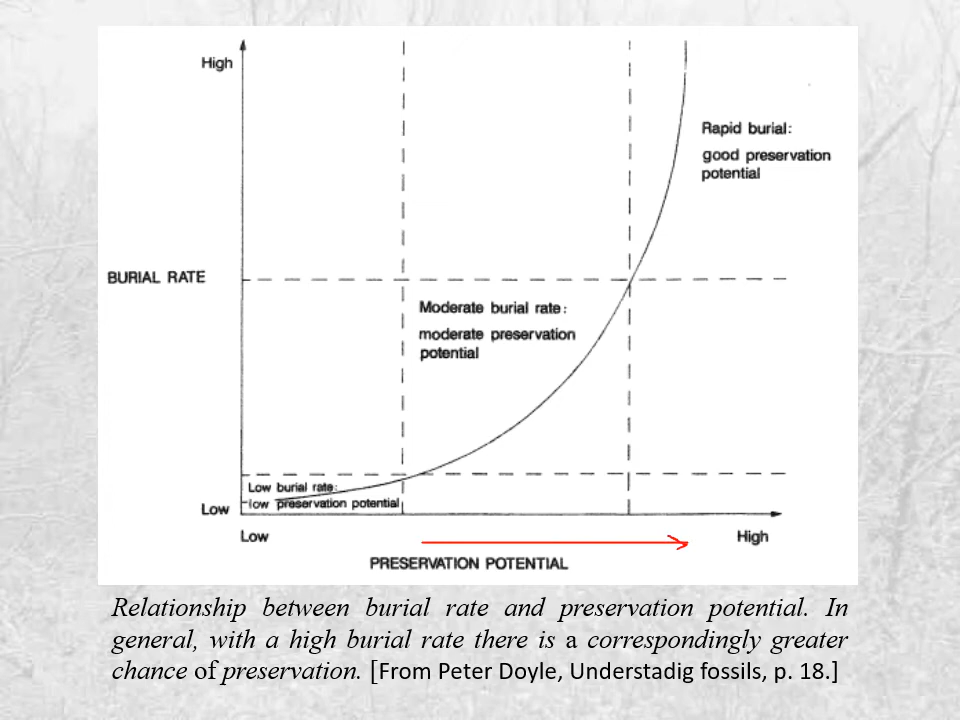 High
Rapid burial:
good preservation
potential
BURIAL RATE
Moderate burial rate:
moderate preservation
potential
Low burial rate:
low preservation potential
Low
Low
High
PRESERVATION POTENTIAL
Relationship between burial rate and preservation potential. In
general, with a high burial rate there is a correspondingly greater
chance of preservation. [From Peter Doyle, Understadig fossils, p. 18.]